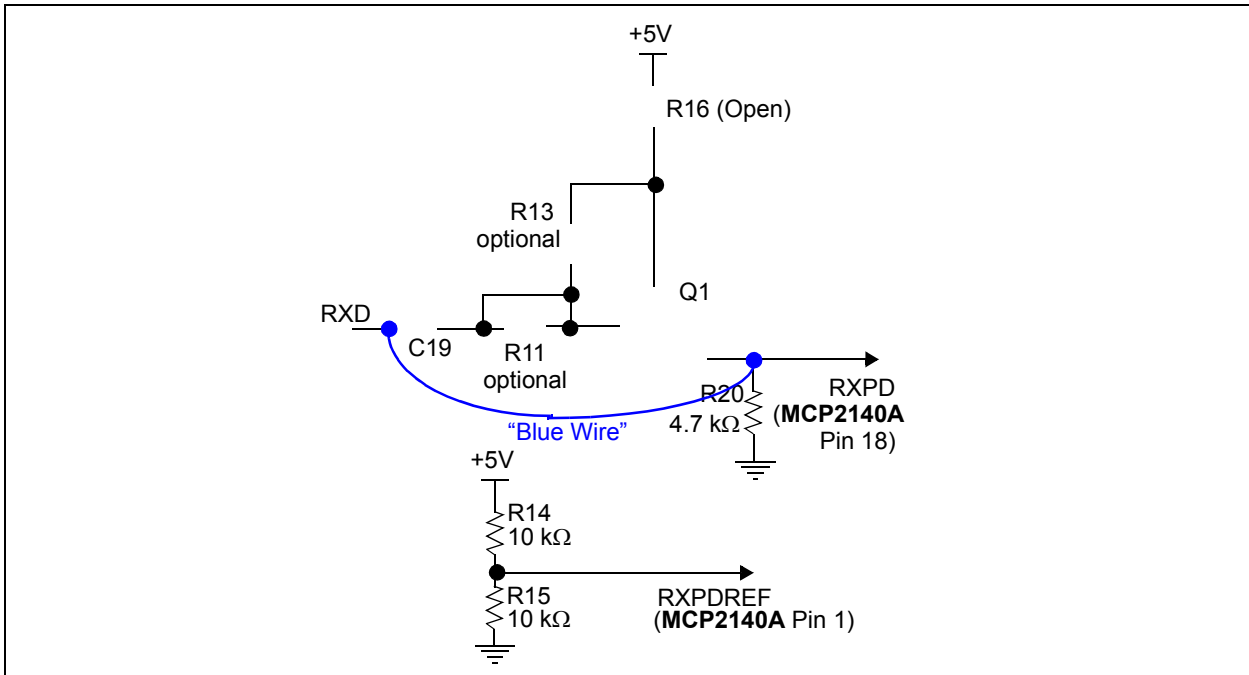 +5V
R16 (Open)
R13
optional
Q1
RXD
C19
R11
optional
R20
4.7 kΩ
RXPD
(MCP2140A
Pin 18)
“Blue Wire”
+5V
R14
10 kΩ
R15
10 kΩ
RXPDREF
(MCP2140A Pin 1)